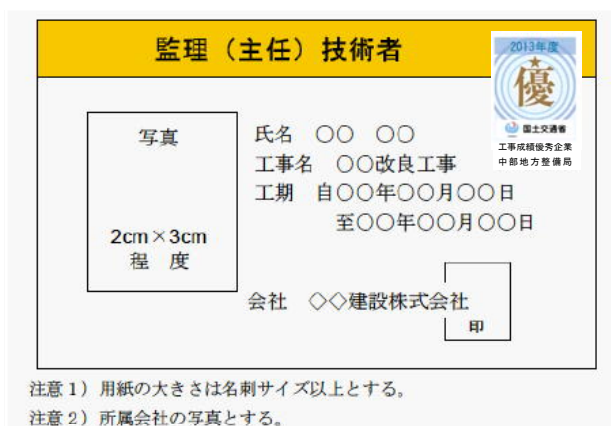 監理（主任）技術者
2013年度
優
国土交通省
工事成績優秀企業
中部地方整備局
写真
2cm×3cm
程　度
氏名　〇〇　〇〇
工事名　〇〇改良工事
工期　自〇〇年〇〇月〇〇日
至〇〇年〇〇月〇〇日
会社　◇◇建設株式会社
印
注意１）用紙の大きさは名刺サイズ以上とする。
注意２）所属会社の写真とする。